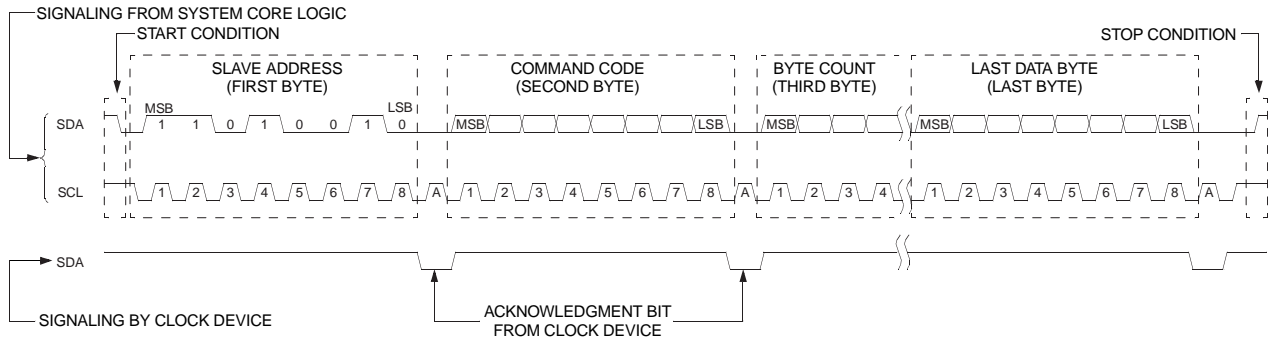 SIGNALING FROM SYSTEM CORE LOGIC
START CONDITION
STOP CONDITION
SLAVE ADDRESS
(FIRST BYTE)
COMMAND CODE
(SECOND BYTE)
BYTE COUNT
(THIRD BYTE)
LAST DATA BYTE
(LAST BYTE)
MSB LSB
SDA 1 1 0 1 0 0 1 0 MSB LSB MSB MSB LSB
SCL 1 2 3 4 5 6 7 8 A 1 2 3 4 5 6 7 8 A 1 2 3 4 1 2 3 4 5 6 7 8 A
SDA
SIGNALING BY CLOCK DEVICE
ACKNOWLEDGMENT BIT
FROM CLOCK DEVICE